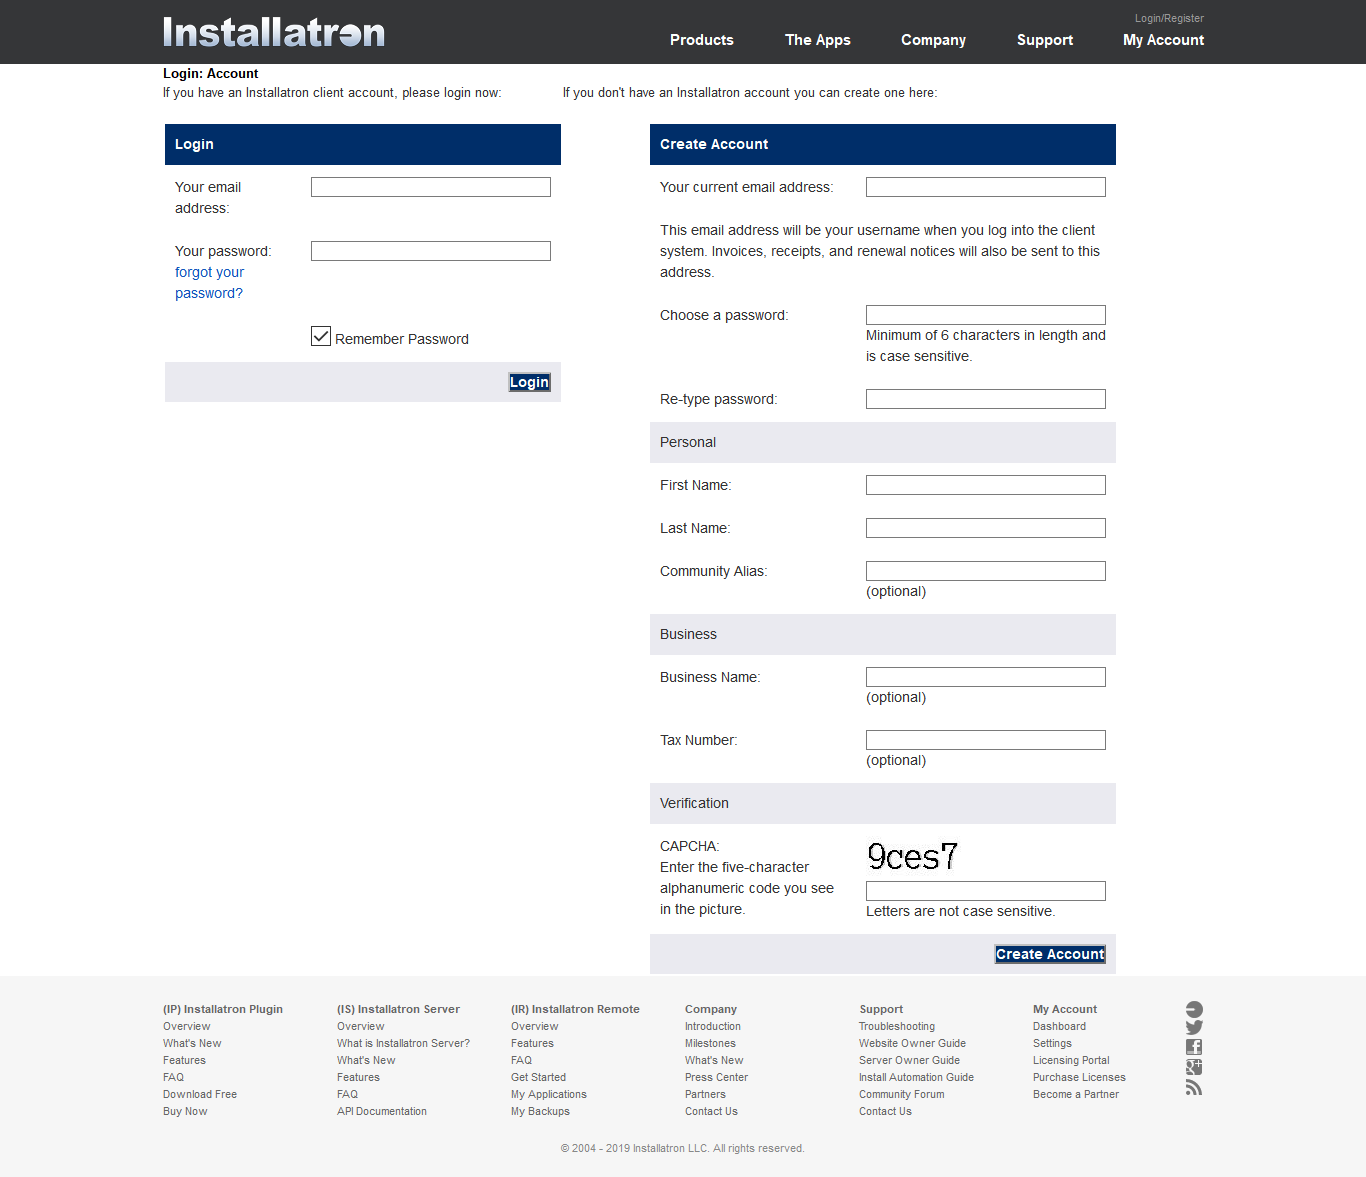 Installatron
Login/Register
Products
The Apps
Company
Support
My Account
Login: Account
If you have an Installatron client account, please login now:
If you don't have an Installatron account you can create one here:
Login
Your email
address:
Your password:
forgot your
password?
Remember Password
Login
Create Account
Your current email address:
This email address will be your username when you log into the client
system. Invoices, receipts, and renewal notices will also be sent to this
address.
Choose a password:
Minimum of 6 characters in length and
is case sensitive.
Re-type password:
Personal
First Name:
Last Name:
Community Alias:
(optional)
Business
Business Name:
(optional)
Tax Number:
(optional)
Verification
CAPCHA:
Enter the five-character
alphanumeric code you see
in the picture.
9ces7
Letters are not case sensitive.
Create Account
(IP) Installatron Plugin
Overview
What's New
Features
FAQ
Download Free
Buy Now
(IS) Installatron Server
Overview
What is Installatron Server?
What's New
Features
FAQ
API Documentation
(IR) Installatron Remote
Overview
Features
FAQ
Get Started
My Applications
My Backups
Company
Introduction
Milestones
What's New
Press Center
Partners
Contact Us
Support
Troubleshooting
Website Owner Guide
Server Owner Guide
Install Automation Guide
Community Forum
Contact Us
My Account
Dashboard
Settings
Licensing Portal
Purchase Licenses
Become a Partner
© 2004 - 2019 Installatron LLC. All rights reserved.